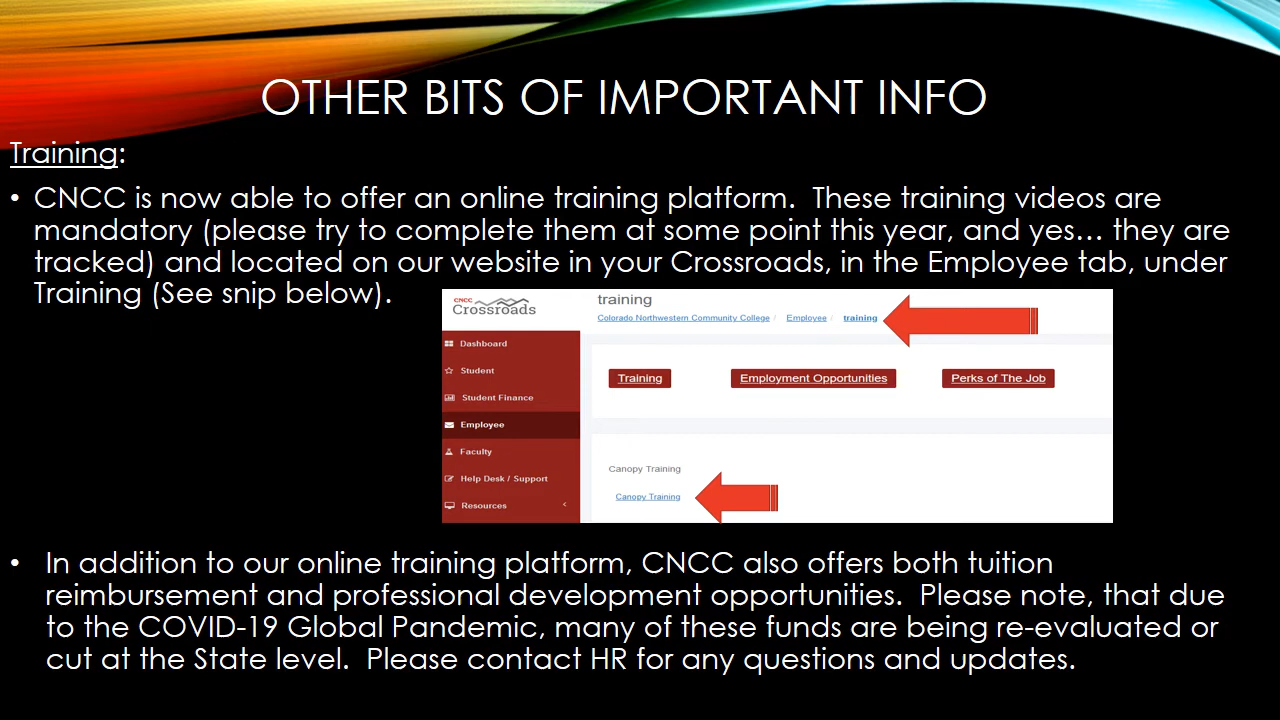 OTHER BITS OF IMPORTANT INFO
Training:
• CNCC is now able to offer an online training platform.  These training videos are
mandatory (please try to complete them at some point this year, and yes… they are
tracked) and located on our website in your Crossroads, in the Employee tab, under
Training (See snip below).
CNCC
Crossroads
Dashboard
Student
Student Finance
Employee
Faculty
Help Desk / Support
Resources <
training
Colorado Northwestern Community College / Employee / training
Training Employment Opportunities Perks of The Job
Canopy Training
Canopy Training
• In addition to our online training platform, CNCC also offers both tuition
reimbursement and professional development opportunities.  Please note, that due
to the COVID-19 Global Pandemic, many of these funds are being re-evaluated or
cut at the State level.  Please contact HR for any questions and updates.